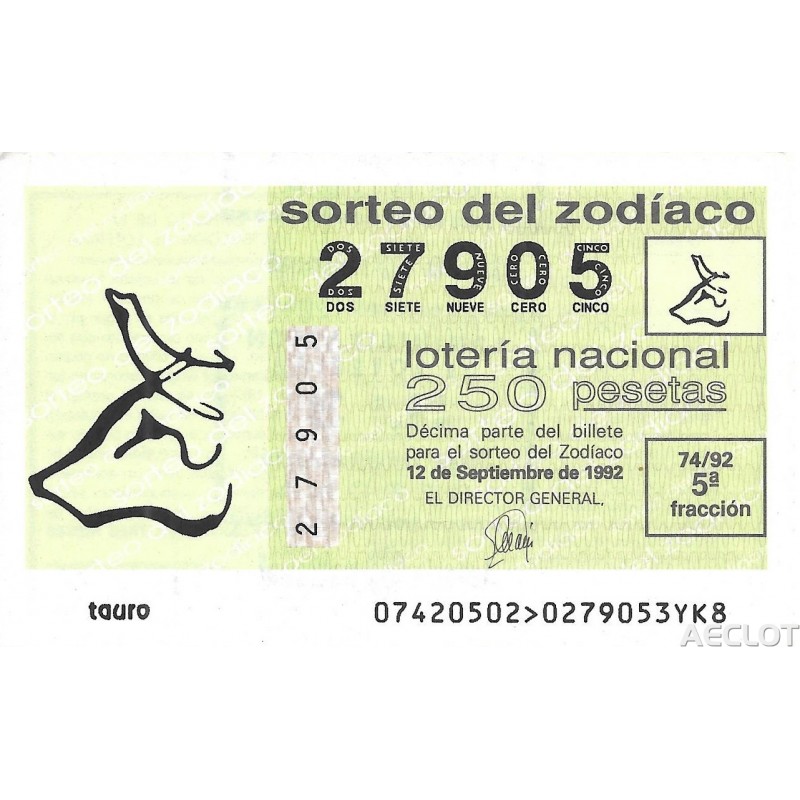 sorteo del zodíaco
27905
DOS SIETE NUEVE CERO CINCO
27905
lotería nacional
250 pesetas
Décima parte del billete
para el sorteo del Zodíaco
12 de Septiembre de 1992
EL DIRECTOR GENERAL,
74/92
5ª
fracción
tauro
07420502>0279053YK8
AECLOT